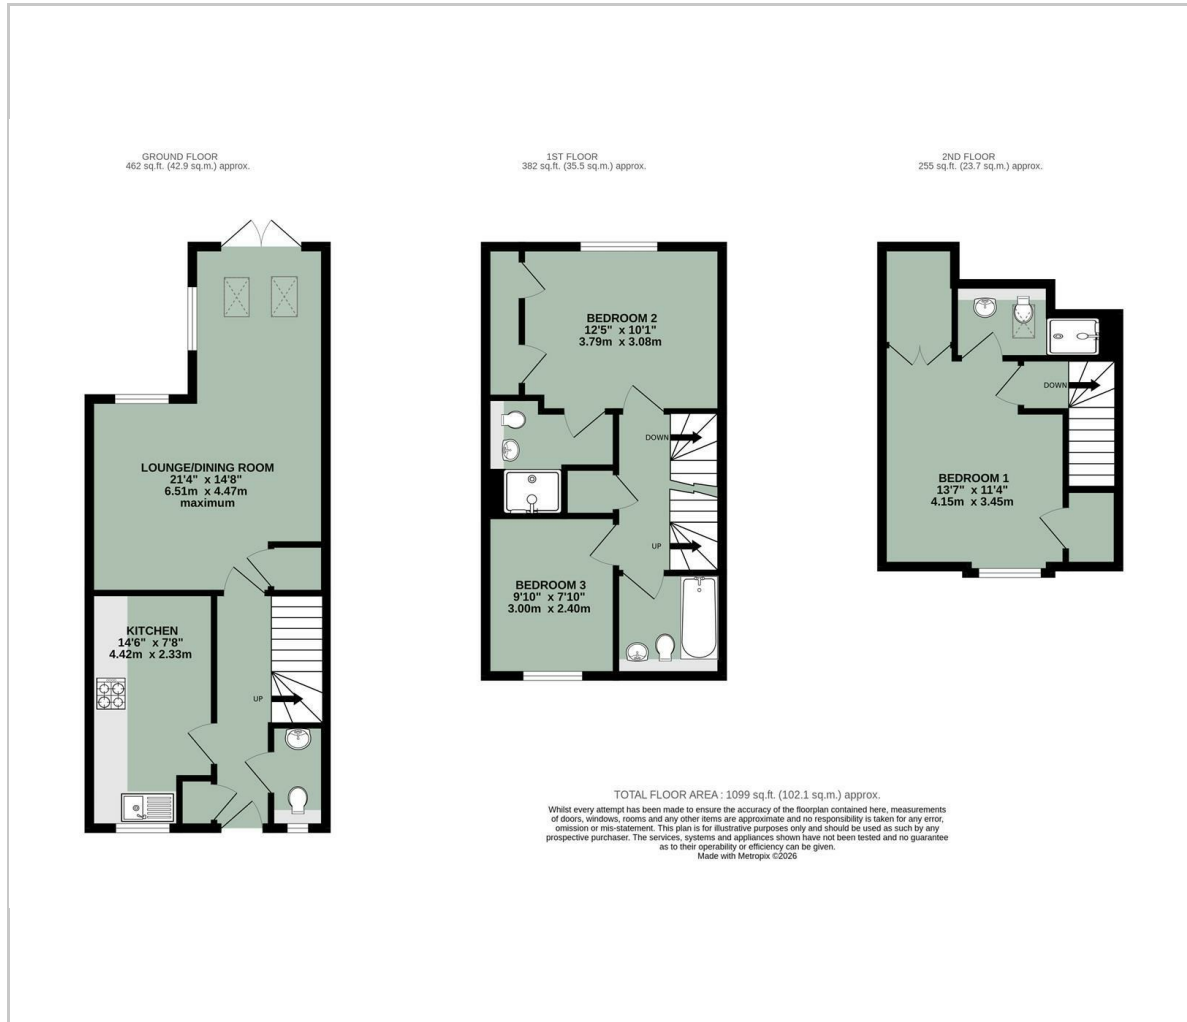 GROUND FLOOR
462 sq.ft. (42.9 sq.m.) approx.
LOUNGE/DINING ROOM
21'4" x 14'8"
6.51m x 4.47m
maximum
KITCHEN
14'6" x 7'8"
4.42m x 2.33m
UP
1ST FLOOR
382 sq.ft. (35.5 sq.m.) approx.
BEDROOM 2
12'5" x 10'1"
3.79m x 3.08m
DOWN
UP
BEDROOM 3
9'10" x 7'10"
3.00m x 2.40m
2ND FLOOR
255 sq.ft. (23.7 sq.m.) approx.
DOWN
BEDROOM 1
13'7" x 11'4"
4.15m x 3.45m
TOTAL FLOOR AREA : 1099 sq.ft. (102.1 sq.m.) approx.
Whilst every attempt has been made to ensure the accuracy of the floorplan contained here, measurements
of doors, windows, rooms and any other items are approximate and no responsibility is taken for any error,
omission or mis-statement. This plan is for illustrative purposes only and should be used as such by any
prospective purchaser. The services, systems and appliances shown have not been tested and no guarantee
as to their operability or efficiency can be given.
Made with Metropix ©2026